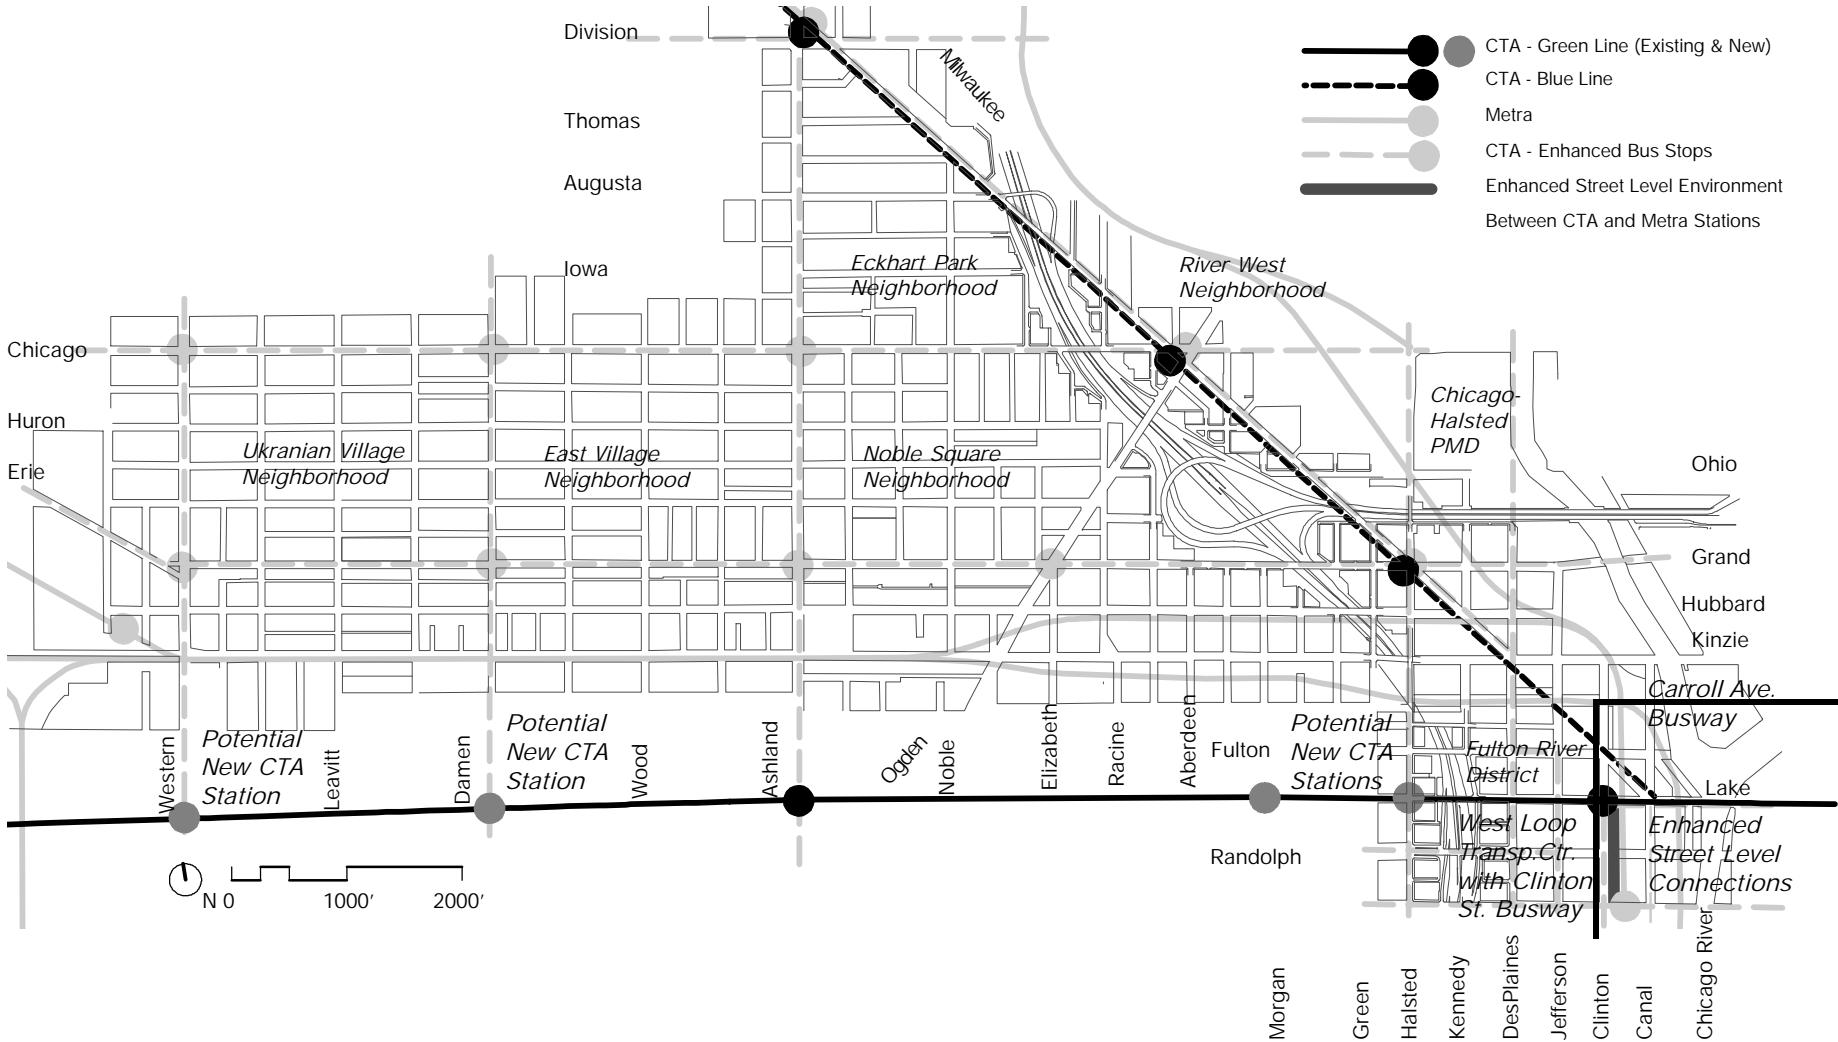 Division
Milwaukee
CTA - Green Line (Existing & New)
CTA - Blue Line
Metra
CTA - Enhanced Bus Stops
Enhanced Street Level Environment
Between CTA and Metra Stations
Thomas
Augusta
Iowa
Eckhart Park
Neighborhood
River West
Neighborhood
Chicago
Chicago-
Halsted
PMD
Huron
Ukranian Village
Neighborhood
East Village
Neighborhood
Noble Square
Neighborhood
Erie
Ohio
Grand
Hubbard
Kinzie
Carroll Ave.
Busway
Western
Potential
New CTA
Station
Leavitt
Damen
Potential
New CTA
Station
Wood
Ashland
Ogden
Noble
Elizabeth
Racine
Aberdeen
Fulton
Potential
New CTA
Stations
Fulton River
District
Lake
Randolph
West Loop
Transp.Ctr.
with Clinton
St. Busway
Enhanced
Street Level
Connections
N 0 1000' 2000'
Morgan
Green
Halsted
Kennedy
DesPlaines
Jefferson
Clinton
Canal
Chicago River